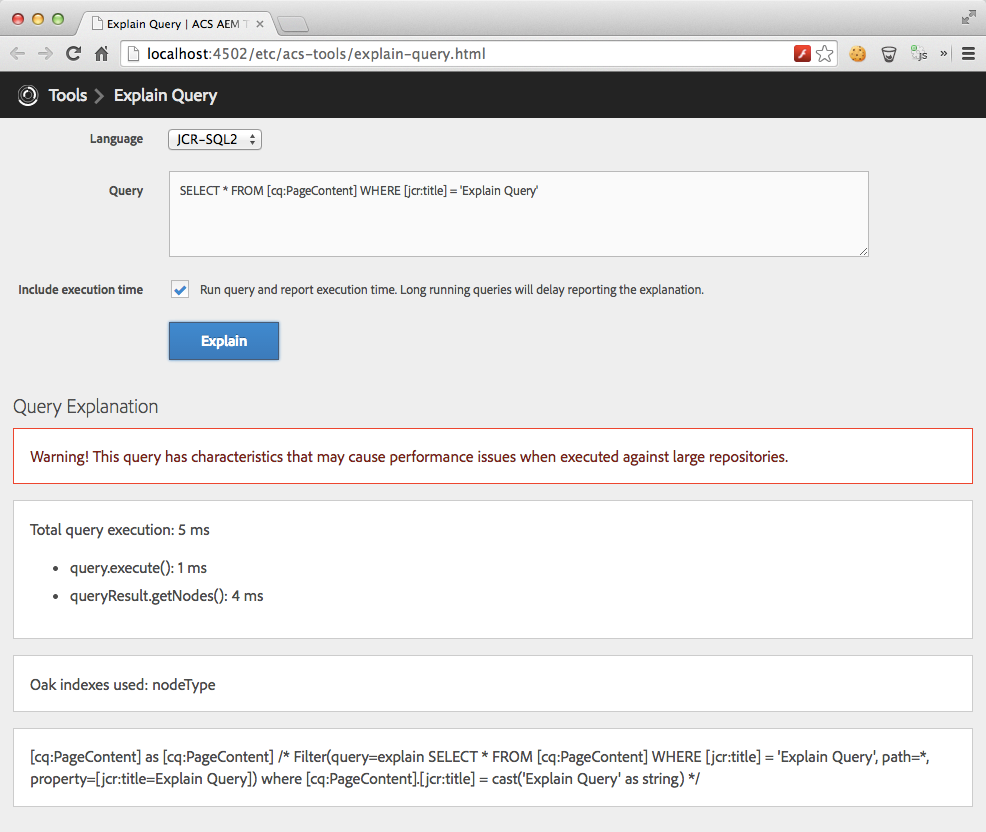 Explain Query | ACS AEM T
localhost:4502/etc/acs-tools/explain-query.html
js
»
Tools Explain Query
Language JCR-SQL2
Query SELECT * FROM [cq:PageContent] WHERE [jcr:title] = 'Explain Query'
Include execution time Run query and report execution time. Long running queries will delay reporting the explanation.
Explain
Query Explanation
Warning! This query has characteristics that may cause performance issues when executed against large repositories.
Total query execution: 5 ms
• query.execute(): 1 ms
• queryResult.getNodes(): 4 ms
Oak indexes used: nodeType
[cq:PageContent] as [cq:PageContent] /* Filter(query=explain SELECT * FROM [cq:PageContent] WHERE [jcr:title] = 'Explain Query', path=*,
property=[jcr:title=Explain Query]) where [cq:PageContent].[jcr:title] = cast('Explain Query' as string) */